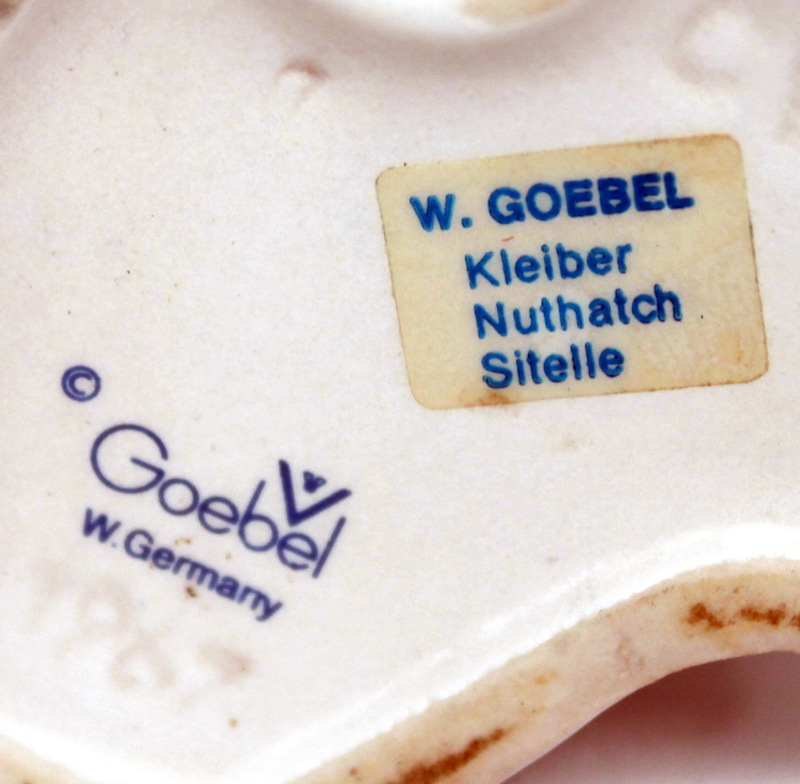 W. GOEBEL
Kleiber
Nuthatch
Sitelle
©
Goebel
W. Germany